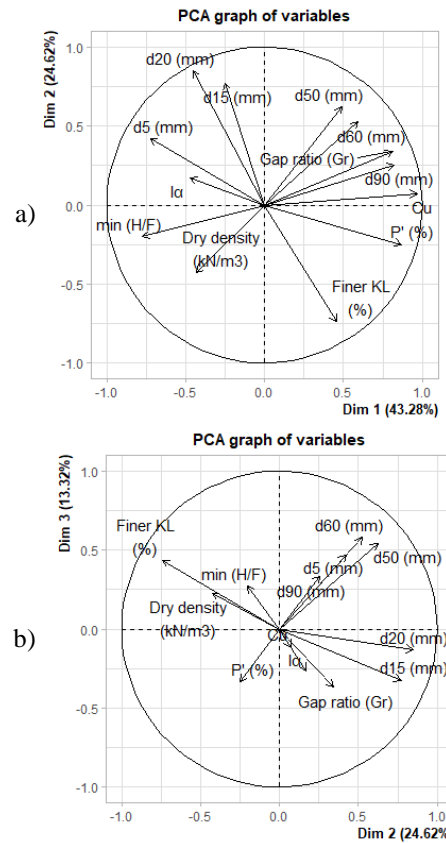 PCA graph of variables
Dim 2 (24.62%)
1.0
0.5
0.0
-0.5
-1.0
d20 (mm)
d15 (mm)
d50 (mm)
d5 (mm)
d60 (mm)
Gap ratio (Gr)
d90 (mm)
Iα
Cu
min (H/F)
P' (%)
Dry density
(kN/m3)
Finer KL
(%)
a)
-1.0
-0.5
0.0
0.5
1.0
Dim 1 (43.28%)
PCA graph of variables
Dim 3 (13.32%)
1.0
0.5
0.0
-0.5
-1.0
Finer KL
(%)
d60 (mm)
d50 (mm)
d5 (mm)
min (H/F)
d90 (mm)
Dry density
(kN/m3)
Cu
d20 (mm)
Iα
d15 (mm)
P' (%)
Gap ratio (Gr)
b)
-1.0
-0.5
0.0
0.5
1.0
Dim 2 (24.62%)